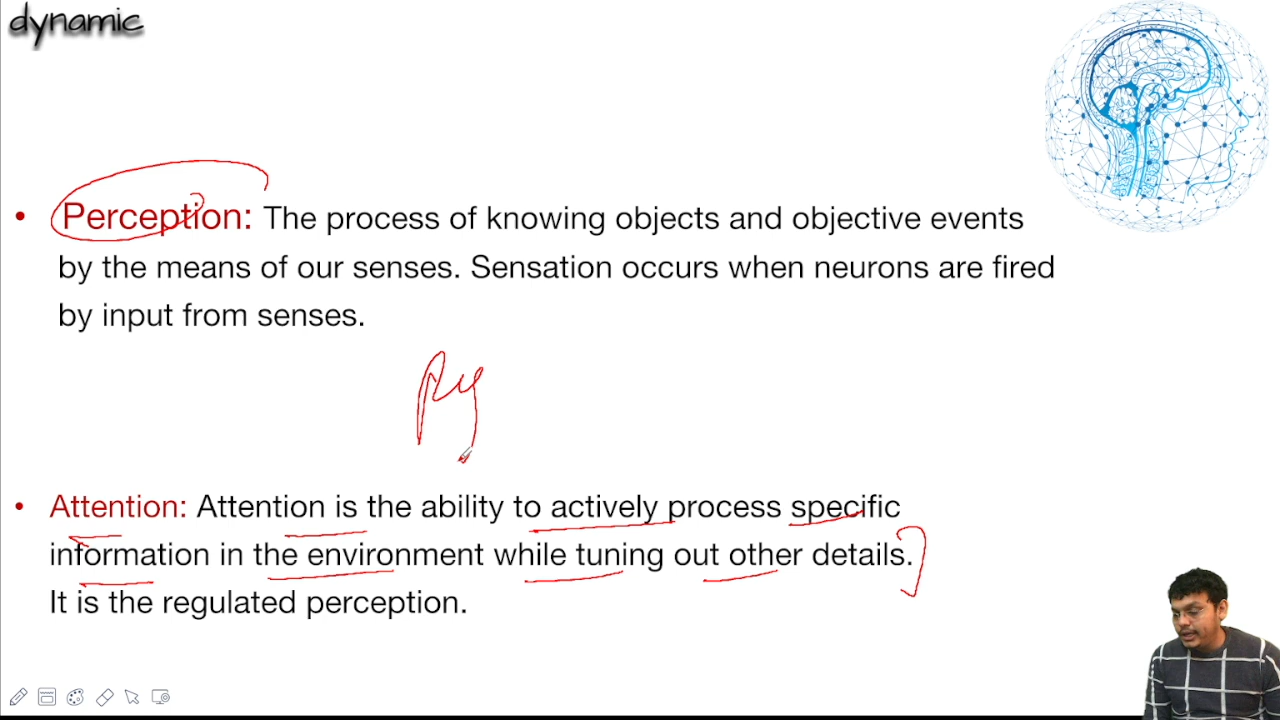 dynamic
• Perception: The process of knowing objects and objective events
by the means of our senses. Sensation occurs when neurons are fired
by input from senses.
• Attention: Attention is the ability to actively process specific
information in the environment while tuning out other details.
It is the regulated perception.